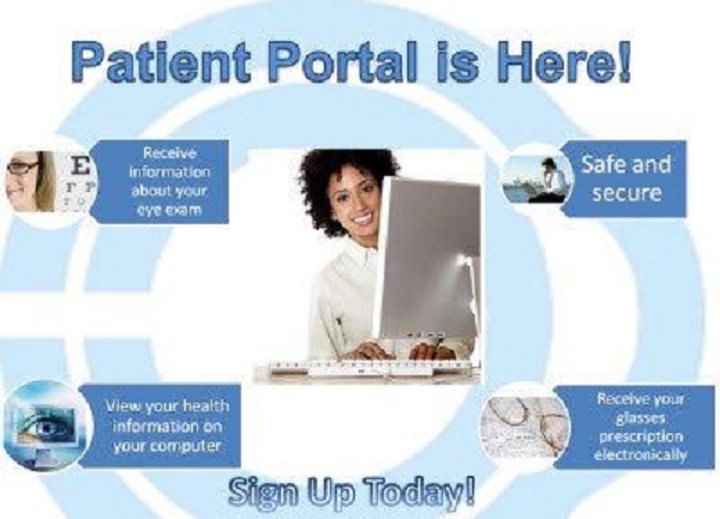 Patient Portal is Here!
Receive
information
about your
eye exam
E
F P
Safe and
secure
View your health
information on
your computer
Receive your
glasses
prescription
electronically
Sign Up Today!